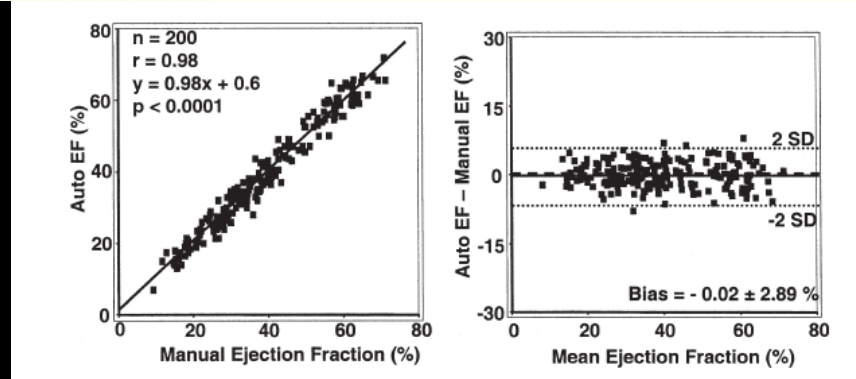 80
60
40
20
0
Auto EF (%)
n = 200
r = 0.98
y = 0.98x + 0.6
p < 0.0001
0 20 40 60 80
Manual Ejection Fraction (%)
30
15
0
-15
-30
Auto EF – Manual EF (%)
2 SD
-2 SD
Bias = - 0.02 ± 2.89 %
0 20 40 60 80
Mean Ejection Fraction (%)